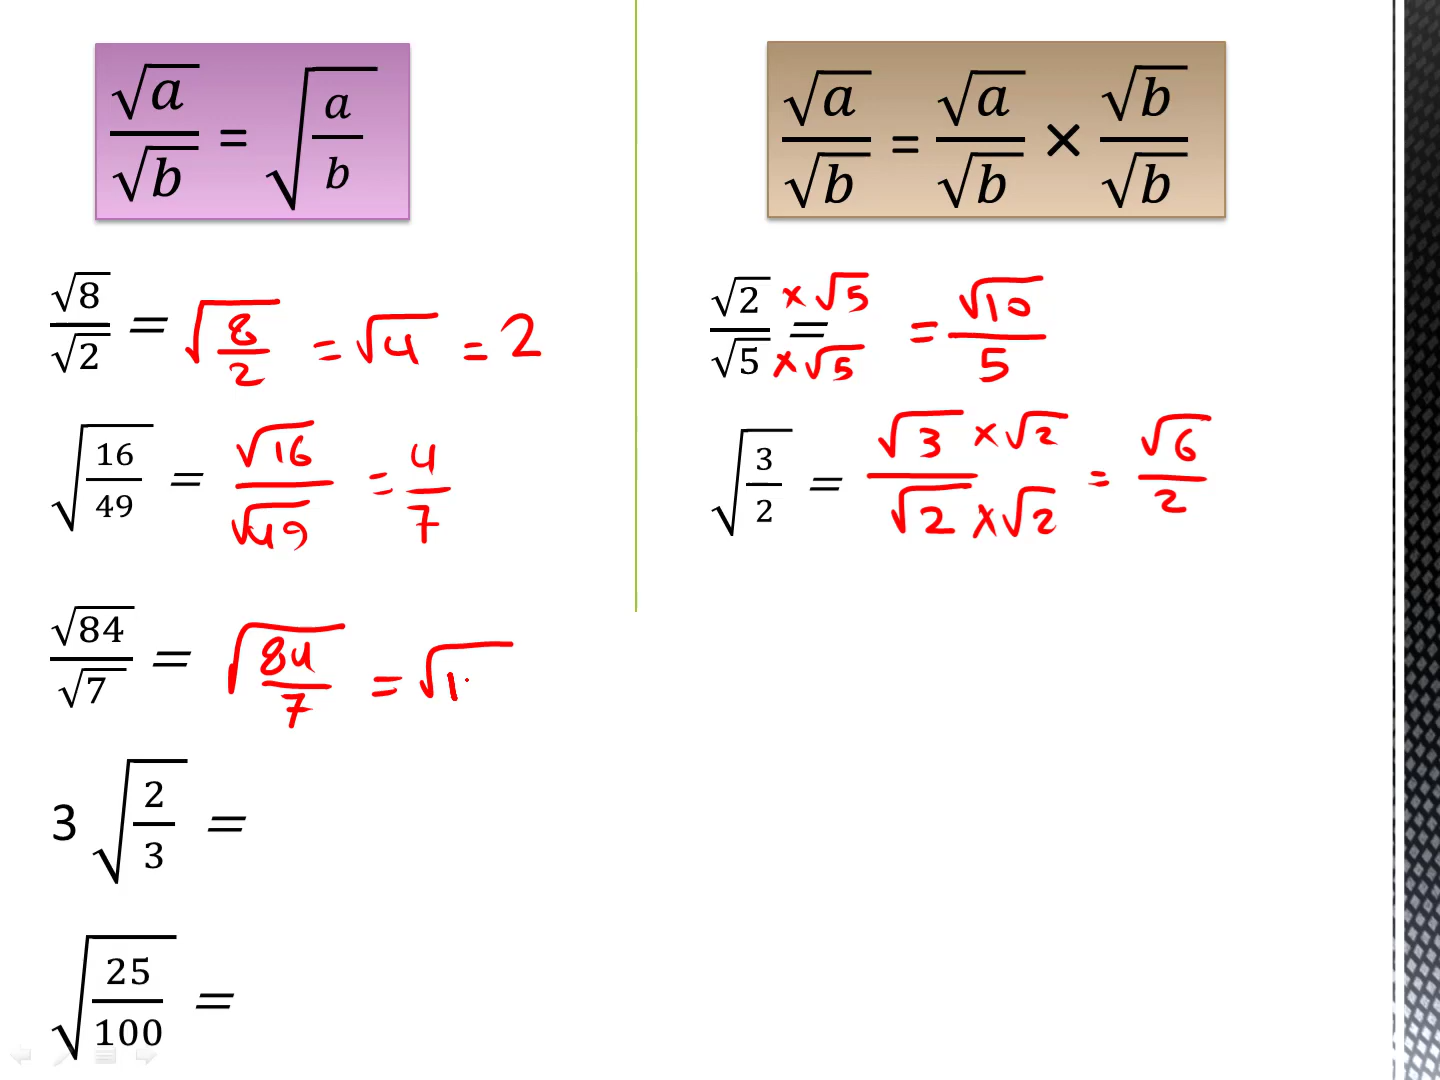 √a/√b = √(a/b)
√8/√2 = √(8/2) = √4 = 2
√(16/49) = √16/√49 = 4/7
√84/√7 = √(84/7) = √1
3 √(2/3) =
√(25/100) =
√a/√b = √a/√b × √b/√b
√2/√5 = ×√5/×√5 = √10/5
√(3/2) = √3/√2 ×√2/×√2 = √6/2